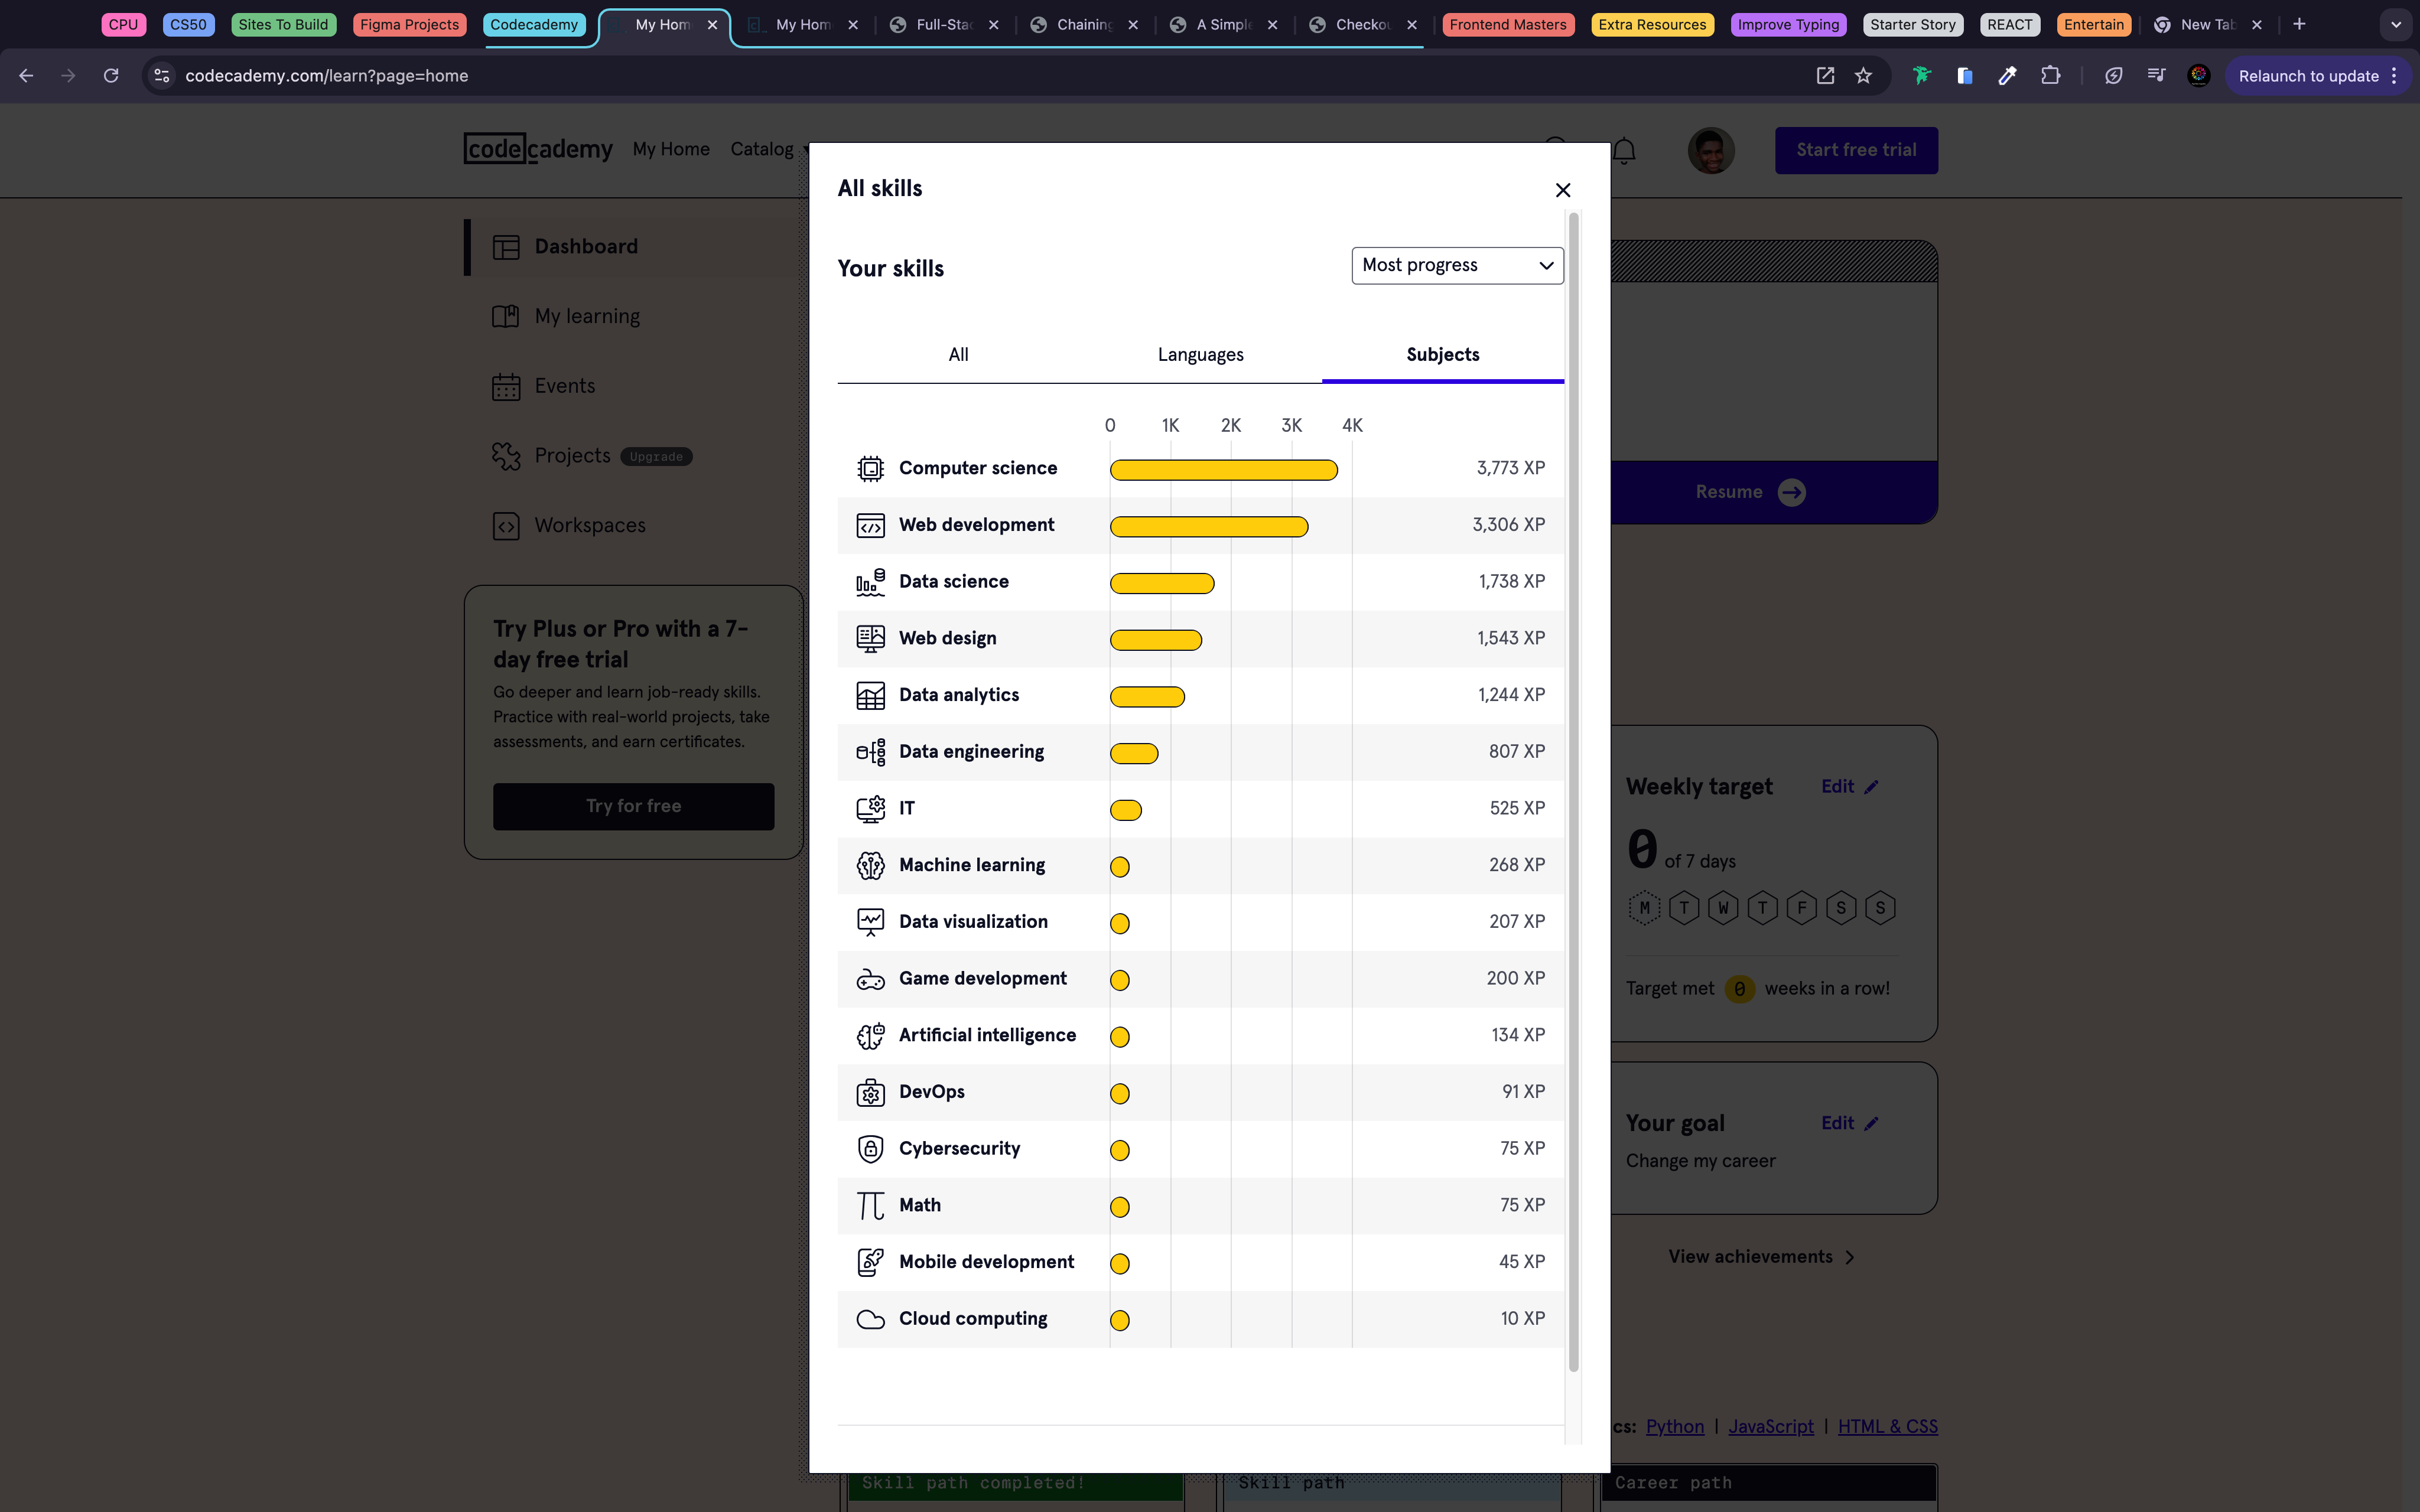 CPU CS50 Sites To Build Figma Projects Codecademy My Hom My Hom Full-Stac Chaining A Simple Checkou Frontend Masters Extra Resources Improve Typing Starter Story REACT Entertain New Tab
codecademy.com/learn?page=home Relaunch to update
codecademy My Home Catalog Start free trial
Dashboard
My learning
Events
Projects Upgrade
Workspaces
Try Plus or Pro with a 7-
day free trial
Go deeper and learn job-ready skills.
Practice with real-world projects, take
assessments, and earn certificates.
Try for free
All skills
Your skills Most progress
All Languages Subjects
0 1K 2K 3K 4K
Computer science 3,773 XP
Web development 3,306 XP
Data science 1,738 XP
Web design 1,543 XP
Data analytics 1,244 XP
Data engineering 807 XP
IT 525 XP
Machine learning 268 XP
Data visualization 207 XP
Game development 200 XP
Artificial intelligence 134 XP
DevOps 91 XP
Cybersecurity 75 XP
Math 75 XP
Mobile development 45 XP
Cloud computing 10 XP
Resume
Weekly target Edit
0 of 7 days
M T W T F S S
Target met 0 weeks in a row!
Your goal Edit
Change my career
View achievements
cs: Python | JavaScript | HTML & CSS
Skill path completed! Skill path Career path